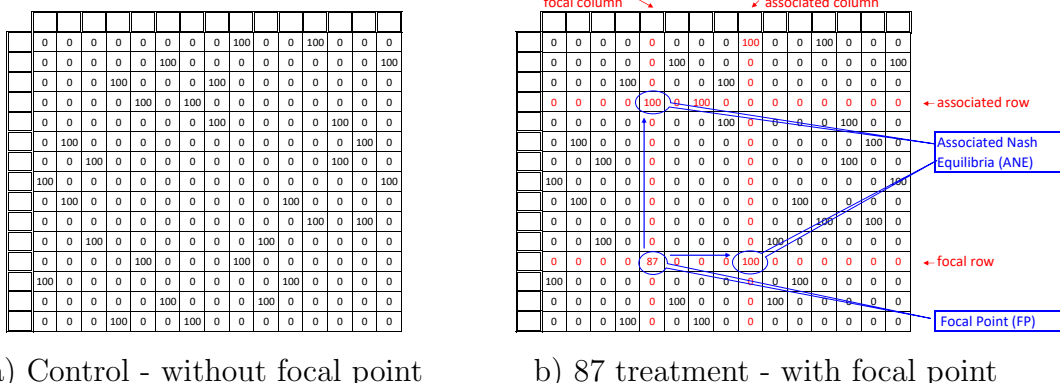 0 0 0 0 0 0 0 0 100 0 0 100 0 0 0
0 0 0 0 0 100 0 0 0 0 0 0 0 0 100
0 0 0 100 0 0 0 100 0 0 0 0 0 0 0
0 0 0 0 100 0 100 0 0 0 0 0 0 0 0
0 0 0 0 0 0 0 100 0 0 0 0 100 0 0
0 100 0 0 0 0 0 0 0 0 0 0 0 100 0
0 0 100 0 0 0 0 0 0 0 0 0 100 0 0
100 0 0 0 0 0 0 0 0 0 0 0 0 0 100
0 100 0 0 0 0 0 0 0 0 100 0 0 0 0
0 0 0 0 0 0 0 0 0 0 0 100 0 100 0
0 0 100 0 0 0 0 0 0 100 0 0 0 0 0
0 0 0 0 100 0 0 0 100 0 0 0 0 0 0
100 0 0 0 0 0 0 0 0 0 100 0 0 0 0
0 0 0 0 0 100 0 0 0 100 0 0 0 0 0
0 0 0 100 0 0 100 0 0 0 0 0 0 0 0
) Control - without focal point
focal column associated column
0 0 0 0 0 0 0 0 100 0 0 100 0 0 0
0 0 0 0 0 100 0 0 0 0 0 0 0 0 100
0 0 0 100 0 0 0 100 0 0 0 0 0 0 0
0 0 0 0 100 0 100 0 0 0 0 0 0 0 0 associated row
0 0 0 0 0 0 0 100 0 0 0 0 100 0 0
0 100 0 0 0 0 0 0 0 0 0 0 0 100 0
0 0 100 0 0 0 0 0 0 0 0 0 100 0 0
100 0 0 0 0 0 0 0 0 0 0 0 0 0 100
0 100 0 0 0 0 0 0 0 0 100 0 0 0 0
0 0 0 0 0 0 0 0 0 0 0 100 0 100 0
0 0 100 0 0 0 0 0 0 100 0 0 0 0 0
0 0 0 0 87 0 0 0 100 0 0 0 0 0 0 focal row
100 0 0 0 0 0 0 0 0 0 100 0 0 0 0
0 0 0 0 0 100 0 0 0 100 0 0 0 0 0
0 0 0 100 0 0 100 0 0 0 0 0 0 0 0
Associated Nash
Equilibria (ANE)
Focal Point (FP)
b) 87 treatment - with focal point